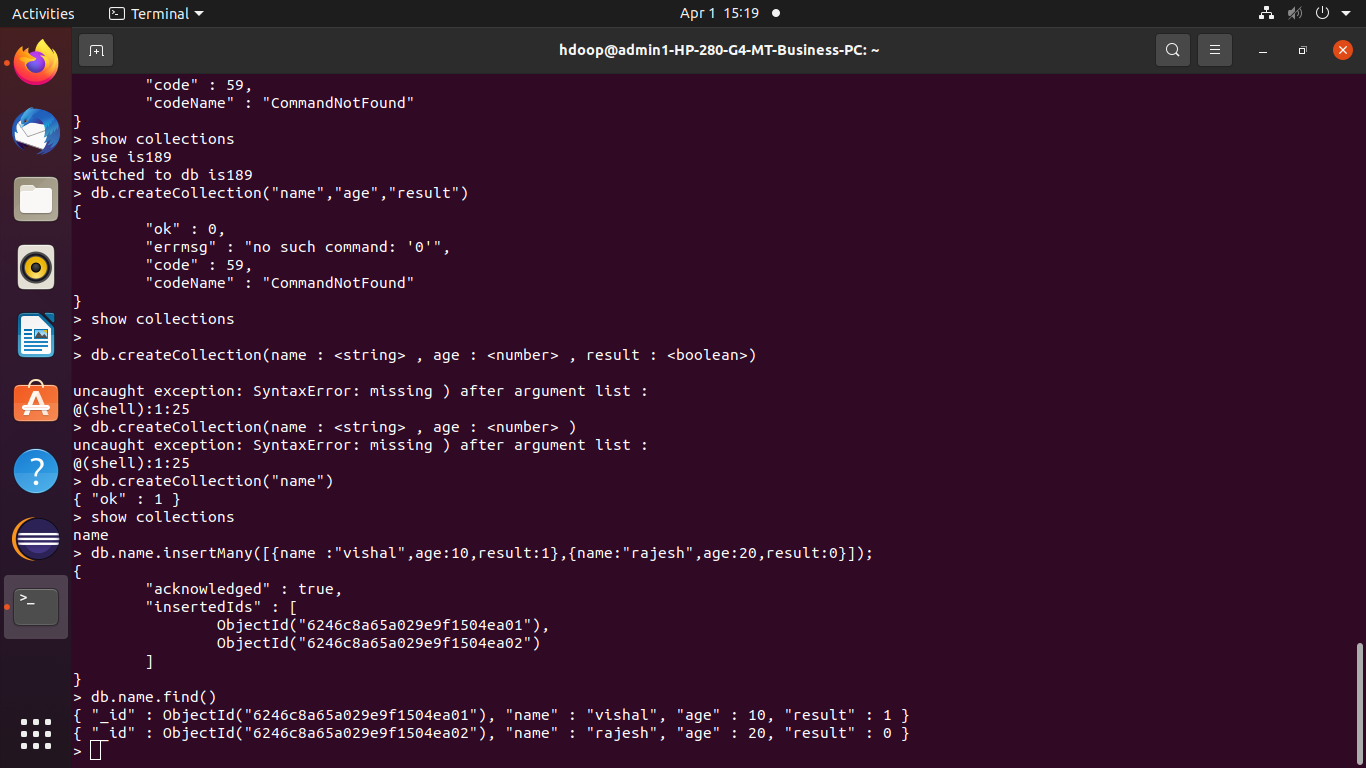 Activities Terminal Apr 1 15:19
hdoop@admin1-HP-280-G4-MT-Business-PC: ~
"code" : 59,
"codeName" : "CommandNotFound"
}
> show collections
> use is189
switched to db is189
> db.createCollection("name","age","result")
{
"ok" : 0,
"errmsg" : "no such command: '0'",
"code" : 59,
"codeName" : "CommandNotFound"
}
> show collections
>
> db.createCollection(name : <string> , age : <number> , result : <boolean>)
uncaught exception: SyntaxError: missing ) after argument list :
@(shell):1:25
> db.createCollection(name : <string> , age : <number> )
uncaught exception: SyntaxError: missing ) after argument list :
@(shell):1:25
> db.createCollection("name")
{ "ok" : 1 }
> show collections
name
> db.name.insertMany([{name :"vishal",age:10,result:1},{name:"rajesh",age:20,result:0}]);
{
"acknowledged" : true,
"insertedIds" : [
ObjectId("6246c8a65a029e9f1504ea01"),
ObjectId("6246c8a65a029e9f1504ea02")
]
}
> db.name.find()
{ "_id" : ObjectId("6246c8a65a029e9f1504ea01"), "name" : "vishal", "age" : 10, "result" : 1 }
{ "_id" : ObjectId("6246c8a65a029e9f1504ea02"), "name" : "rajesh", "age" : 20, "result" : 0 }
>